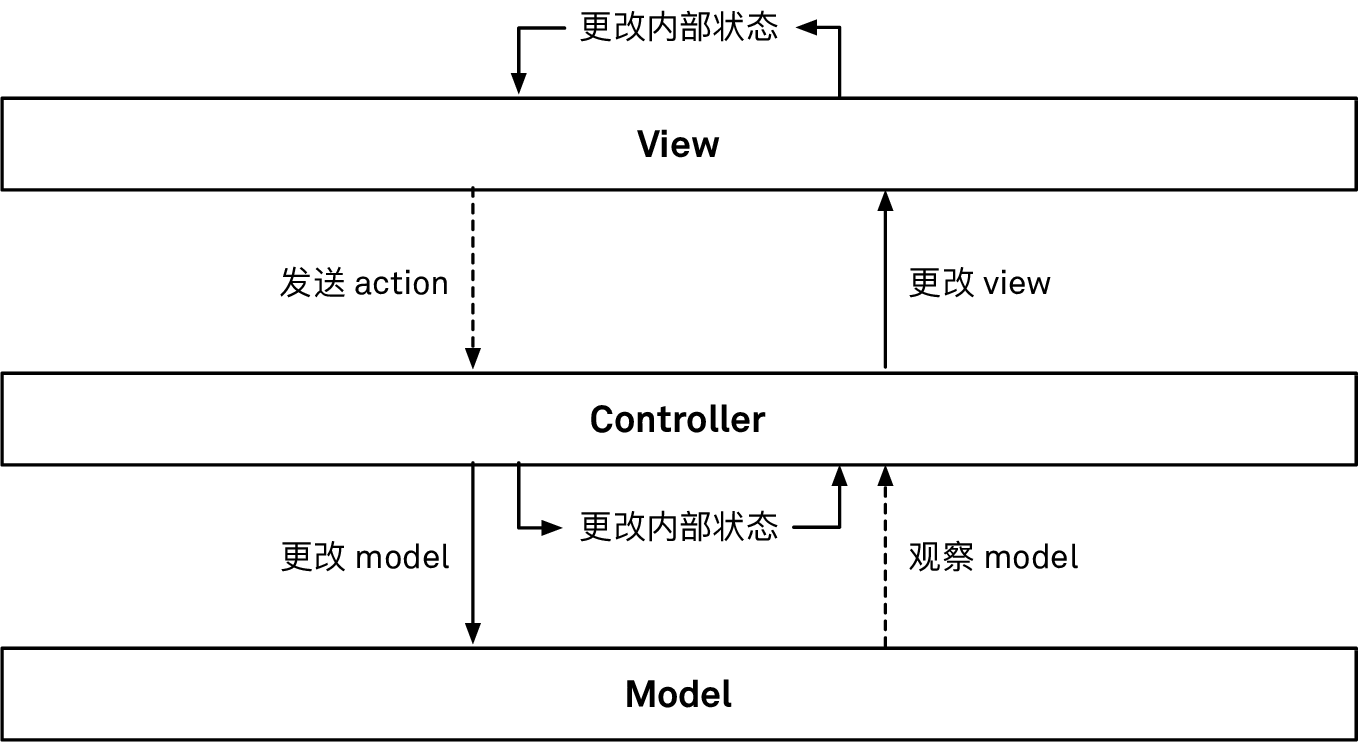 更改内部状态
View
发送 action
更改 view
Controller
更改内部状态
更改 model
观察 model
Model